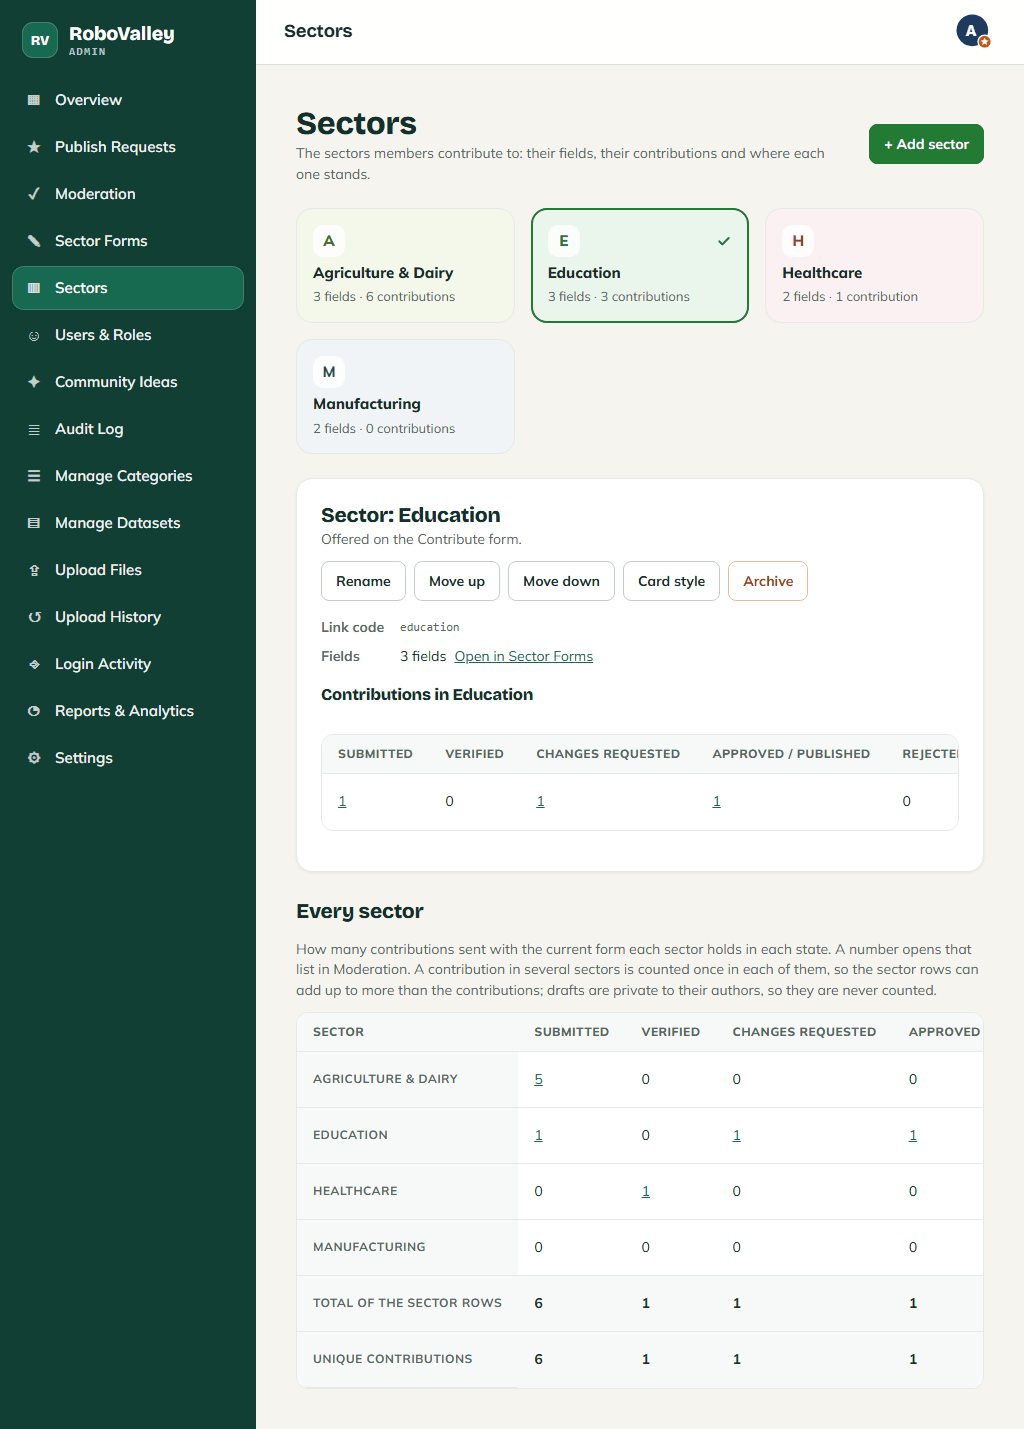 RV
RoboValley
ADMIN
Overview
Publish Requests
Moderation
Sector Forms
Sectors
Users & Roles
Community Ideas
Audit Log
Manage Categories
Manage Datasets
Upload Files
Upload History
Login Activity
Reports & Analytics
Settings
Sectors
A
Sectors
The sectors members contribute to: their fields, their contributions and where each
one stands.
+ Add sector
A
Agriculture & Dairy
3 fields · 6 contributions
E
Education
3 fields · 3 contributions
H
Healthcare
2 fields · 1 contribution
M
Manufacturing
2 fields · 0 contributions
Sector: Education
Offered on the Contribute form.
Rename Move up Move down Card style Archive
Link code education
Fields 3 fields Open in Sector Forms
Contributions in Education
SUBMITTED VERIFIED CHANGES REQUESTED APPROVED / PUBLISHED REJECTE
1 0 1 1 0
Every sector
How many contributions sent with the current form each sector holds in each state. A number opens that
list in Moderation. A contribution in several sectors is counted once in each of them, so the sector rows can
add up to more than the contributions; drafts are private to their authors, so they are never counted.
SECTOR SUBMITTED VERIFIED CHANGES REQUESTED APPROVED
AGRICULTURE & DAIRY 5 0 0 0
EDUCATION 1 0 1 1
HEALTHCARE 0 1 0 0
MANUFACTURING 0 0 0 0
TOTAL OF THE SECTOR ROWS 6 1 1 1
UNIQUE CONTRIBUTIONS 6 1 1 1